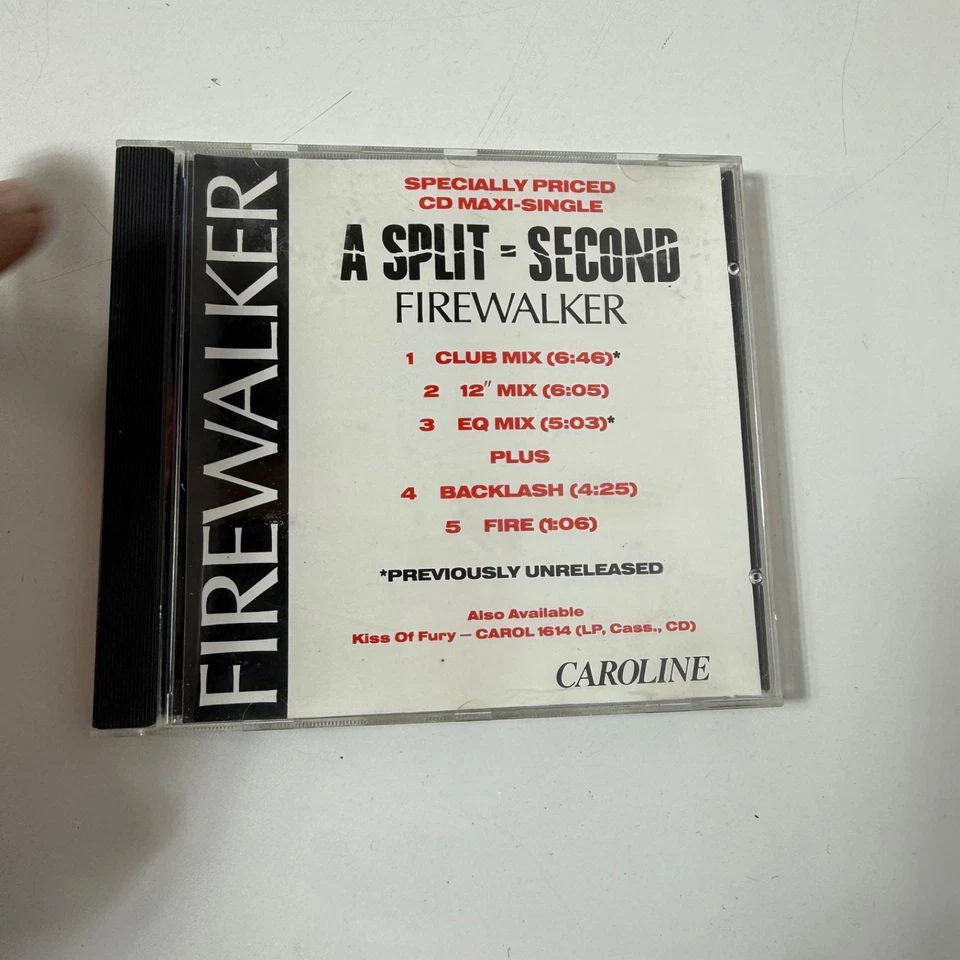 FIREWALKER
SPECIALLY PRICED
CD MAXI-SINGLE
A SPLIT = SECOND
FIREWALKER
1 CLUB MIX (6:46)*
2 12" MIX (6:05)
3 EQ MIX (5:03)*
PLUS
4 BACKLASH (4:25)
5 FIRE (1:06)
*PREVIOUSLY UNRELEASED
Also Available
Kiss Of Fury – CAROL 1614 (LP, Cass., CD)
CAROLINE